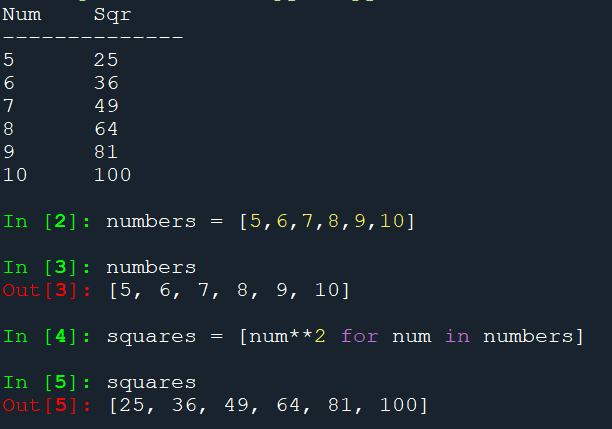 Num Sqr
--------------
5 25
6 36
7 49
8 64
9 81
10 100
In [2]: numbers = [5,6,7,8,9,10]
In [3]: numbers
Out[3]: [5, 6, 7, 8, 9, 10]
In [4]: squares = [num**2 for num in numbers]
In [5]: squares
Out[5]: [25, 36, 49, 64, 81, 100]